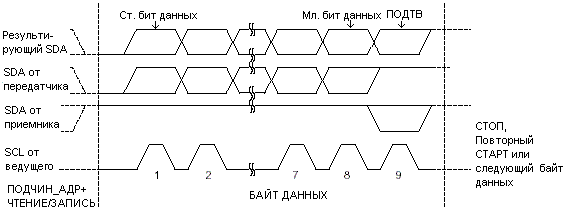 Ст. бит данных
Мл. бит данных
ПОДТВ
Результи-
рующий SDA
SDA от
передатчика
SDA от
приемника
SCL от
ведущего
1
2
7
8
9
СТОП,
Повторный
СТАРТ или
следующий байт
данных
ПОДЧИН_АДР+
ЧТЕНИЕ/ЗАПИСЬ
БАЙТ ДАННЫХ